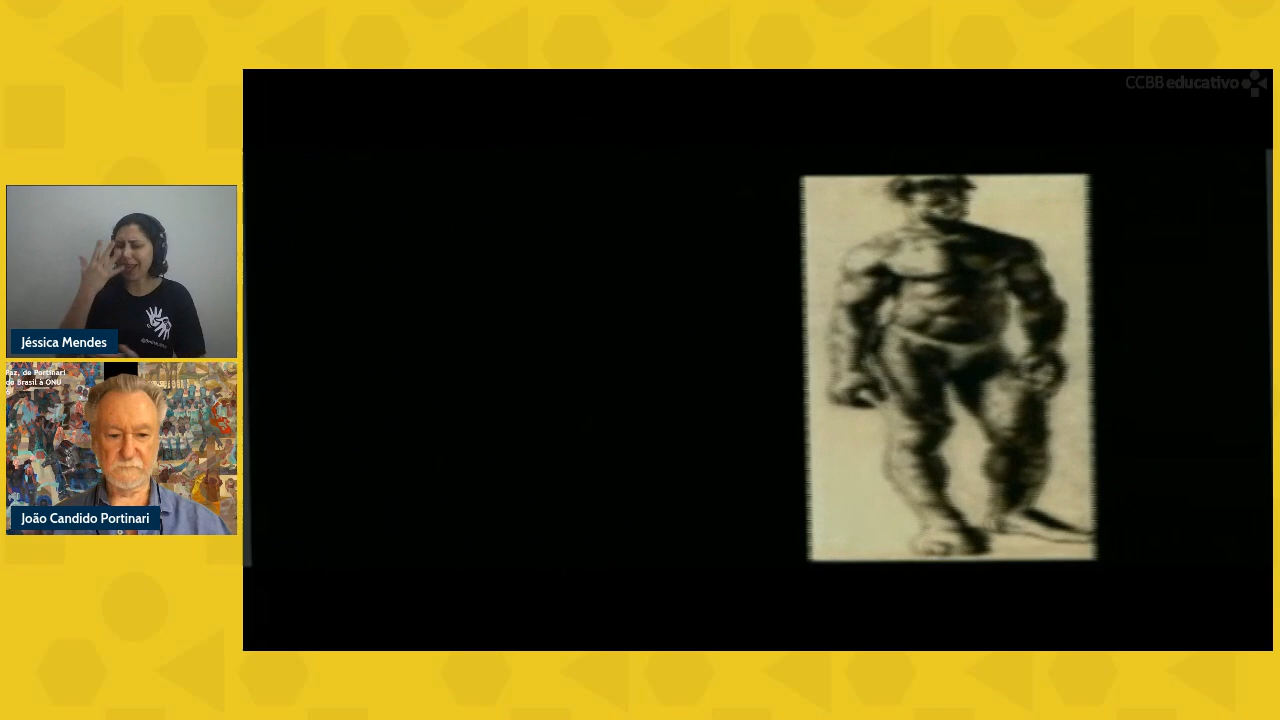 CCBB educativo
Jéssica Mendes
Paz, de Portinari
do Brasil à ONU
João Candido Portinari